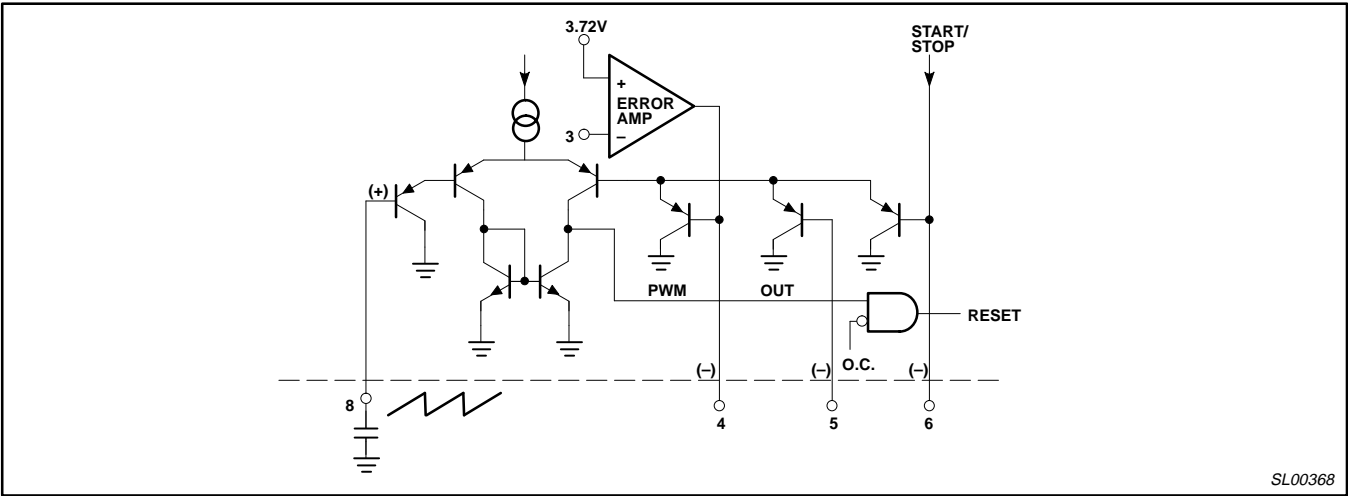 3.72V
START/
STOP
+
ERROR
AMP
3
–
(+)
PWM
OUT
RESET
O.C.
(–)
(–)
(–)
8
4
5
6
SL00368